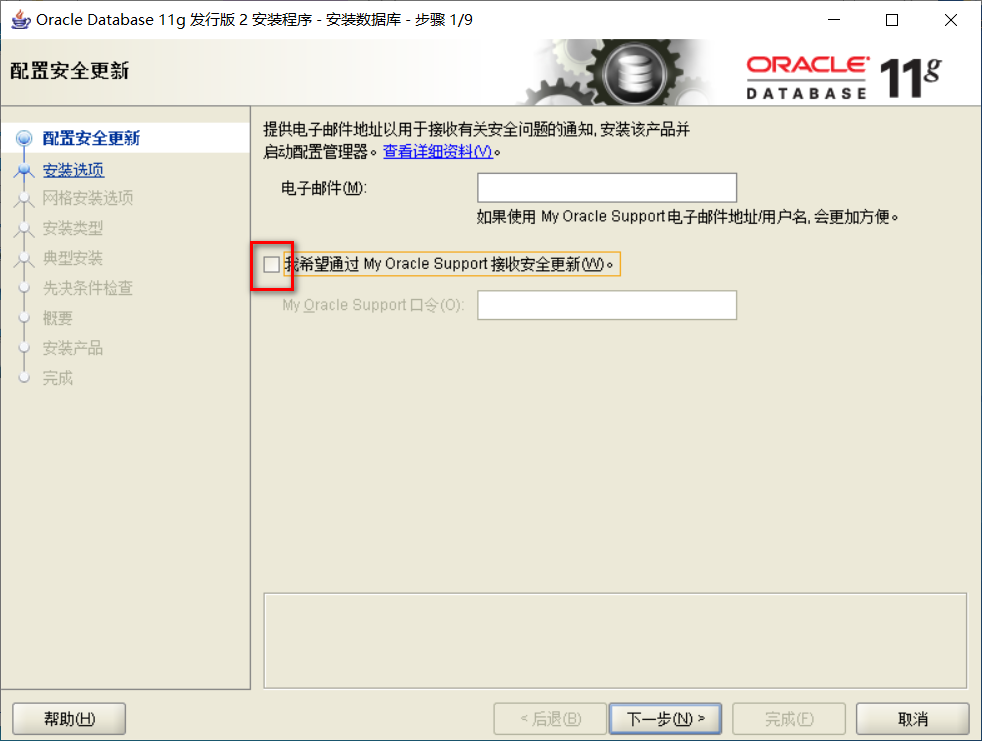 Oracle Database 11g 发行版 2 安装程序 - 安装数据库 - 步骤 1/9
配置安全更新
ORACLE
DATABASE 11g
配置安全更新
安装选项
网格安装选项
安装类型
典型安装
先决条件检查
概要
安装产品
完成
提供电子邮件地址以用于接收有关安全问题的通知, 安装该产品并
启动配置管理器。查看详细资料(V)。
电子邮件(M):
如果使用 My Oracle Support 电子邮件地址/用户名, 会更加方便。
我希望通过 My Oracle Support 接收安全更新(W)。
My Oracle Support 口令(O):
帮助(H)
< 后退(B)
下一步(N) >
完成(F)
取消